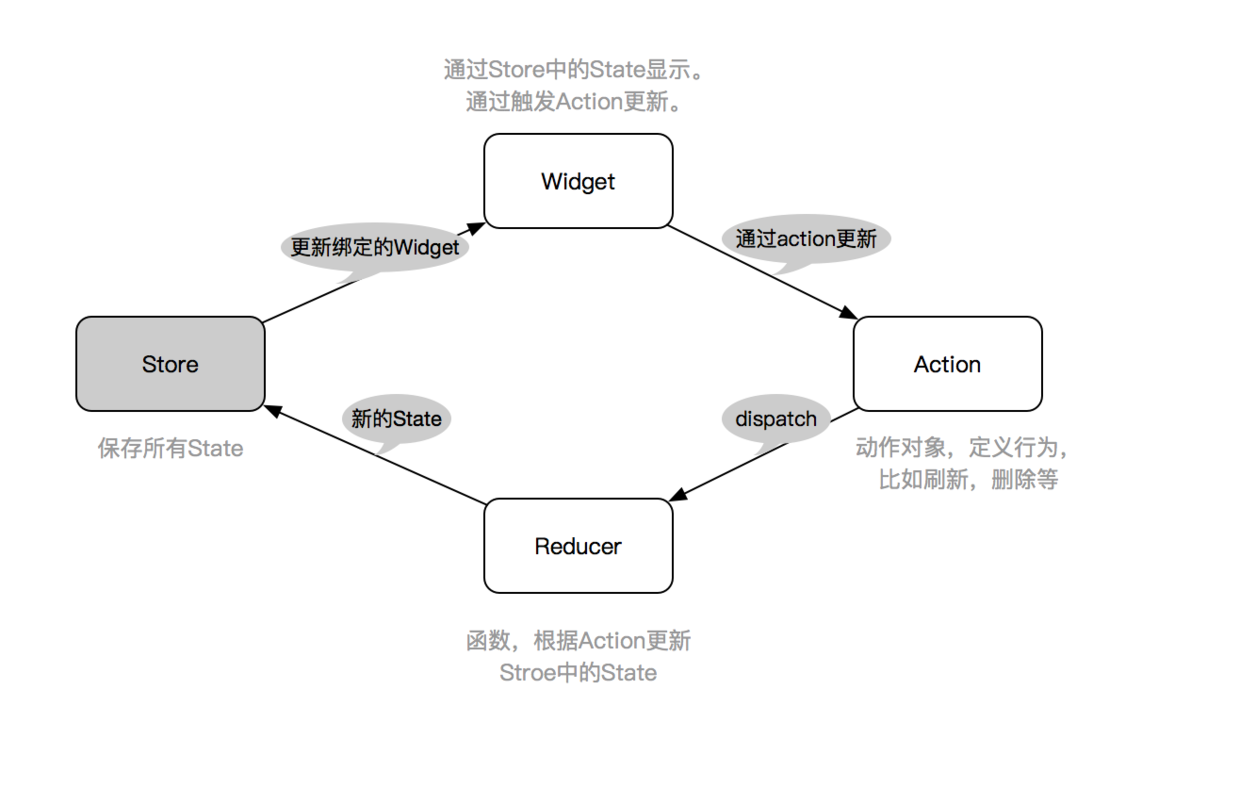 通过Store中的State显示。
通过触发Action更新。
Widget
更新绑定的Widget
通过action更新
Store
Action
保存所有State
新的State
dispatch
动作对象，定义行为，
比如刷新，删除等
Reducer
函数，根据Action更新
Stroe中的State